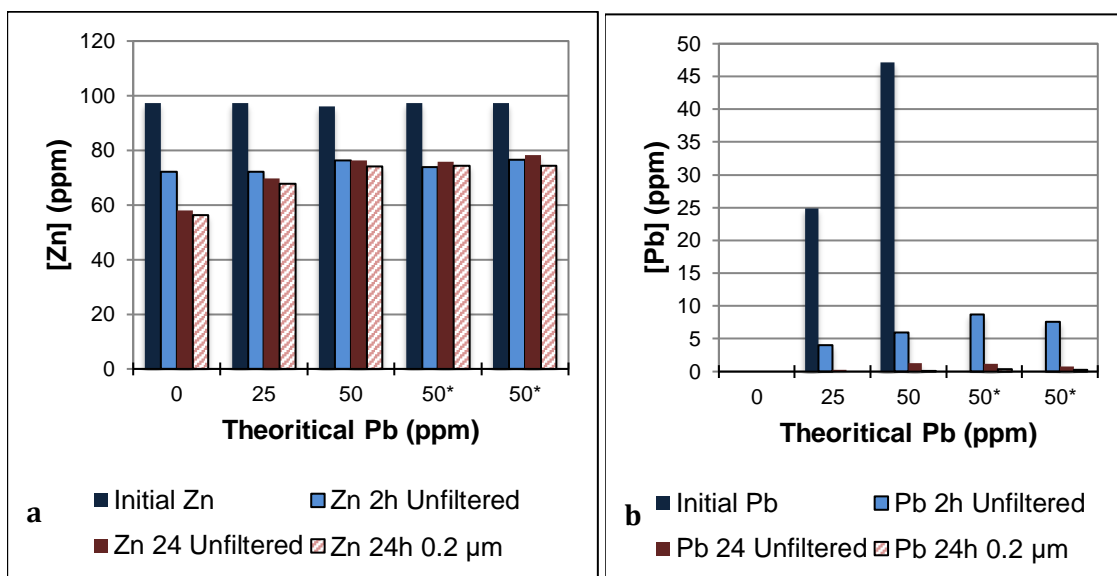 120
100
80
60
40
20
0
[Zn] (ppm)
0 25 50 50* 50*
Theoritical Pb (ppm)
Initial Zn Zn 2h Unfiltered
Zn 24 Unfiltered Zn 24h 0.2 µm
a
50
45
40
35
30
25
20
15
10
5
0
[Pb] (ppm)
0 25 50 50* 50*
Theoritical Pb (ppm)
Initial Pb Pb 2h Unfiltered
Pb 24 Unfiltered Pb 24h 0.2 µm
b